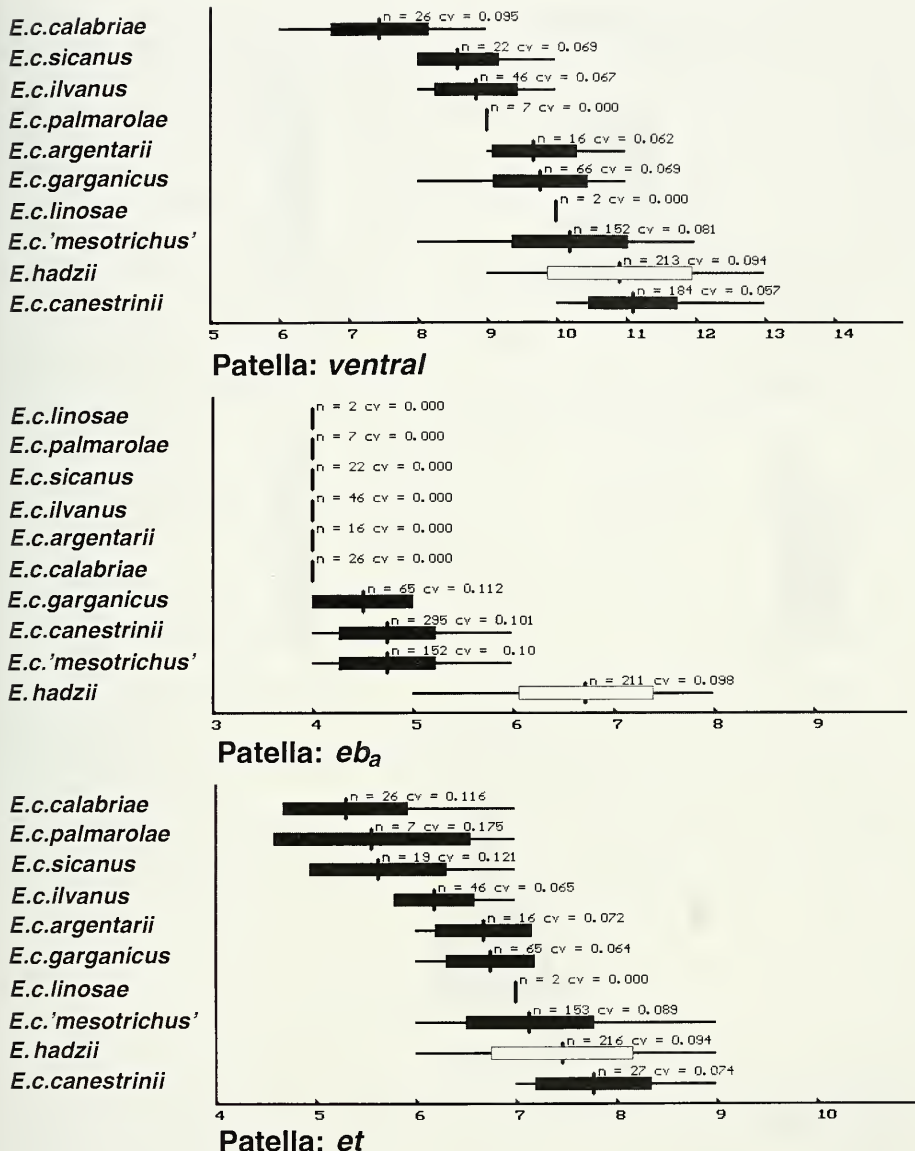 E.c.calabriae n = 26 cv = 0.095
E.c.sicanus n = 22 cv = 0.069
E.c.ilvanus n = 46 cv = 0.067
E.c.palmarolae n = 7 cv = 0.000
E.c.argentarii n = 16 cv = 0.062
E.c.garganicus n = 66 cv = 0.069
E.c.linosae n = 2 cv = 0.000
E.c.'mesotrichus' n = 152 cv = 0.081
E.hadzii n = 213 cv = 0.094
E.c.canestrinii n = 184 cv = 0.057
5 6 7 8 9 10 11 12 13 14
Patella: ventral
E.c.linosae n = 2 cv = 0.000
E.c.palmarolae n = 7 cv = 0.000
E.c.sicanus n = 22 cv = 0.000
E.c.ilvanus n = 46 cv = 0.000
E.c.argentarii n = 16 cv = 0.000
E.c.calabriae n = 26 cv = 0.000
E.c.garganicus n = 65 cv = 0.112
E.c.canestrinii n = 295 cv = 0.101
E.c.'mesotrichus' n = 152 cv = 0.10
E. hadzii n = 211 cv = 0.098
3 4 5 6 7 8 9
Patella: eba
E.c.calabriae n = 26 cv = 0.116
E.c.palmarolae n = 7 cv = 0.175
E.c.sicanus n = 19 cv = 0.121
E.c.ilvanus n = 46 cv = 0.065
E.c.argentarii n = 16 cv = 0.072
E.c.garganicus n = 65 cv = 0.064
E.c.linosae n = 2 cv = 0.000
E.c.'mesotrichus' n = 153 cv = 0.089
E. hadzii n = 216 cv = 0.094
E.c.canestrinii n = 27 cv = 0.074
4 5 6 7 8 9 10
Patella: et